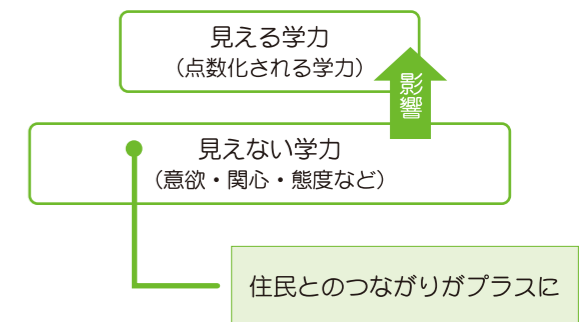 見える学力
（点数化される学力）
影響
見えない学力
（意欲・関心・態度など）
住民とのつながりがプラスに